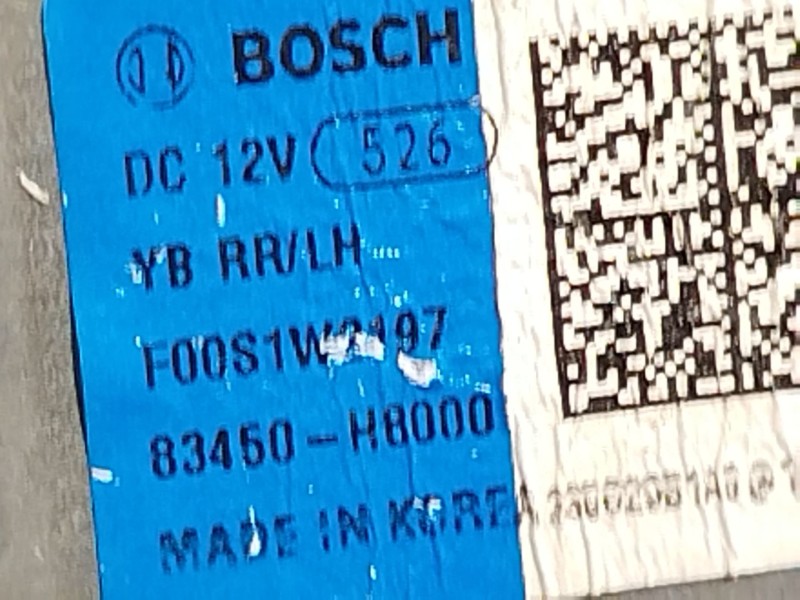 BOSCH
DC 12V 526
YB RR/LH
83450-H8000
MADE IN KOREA